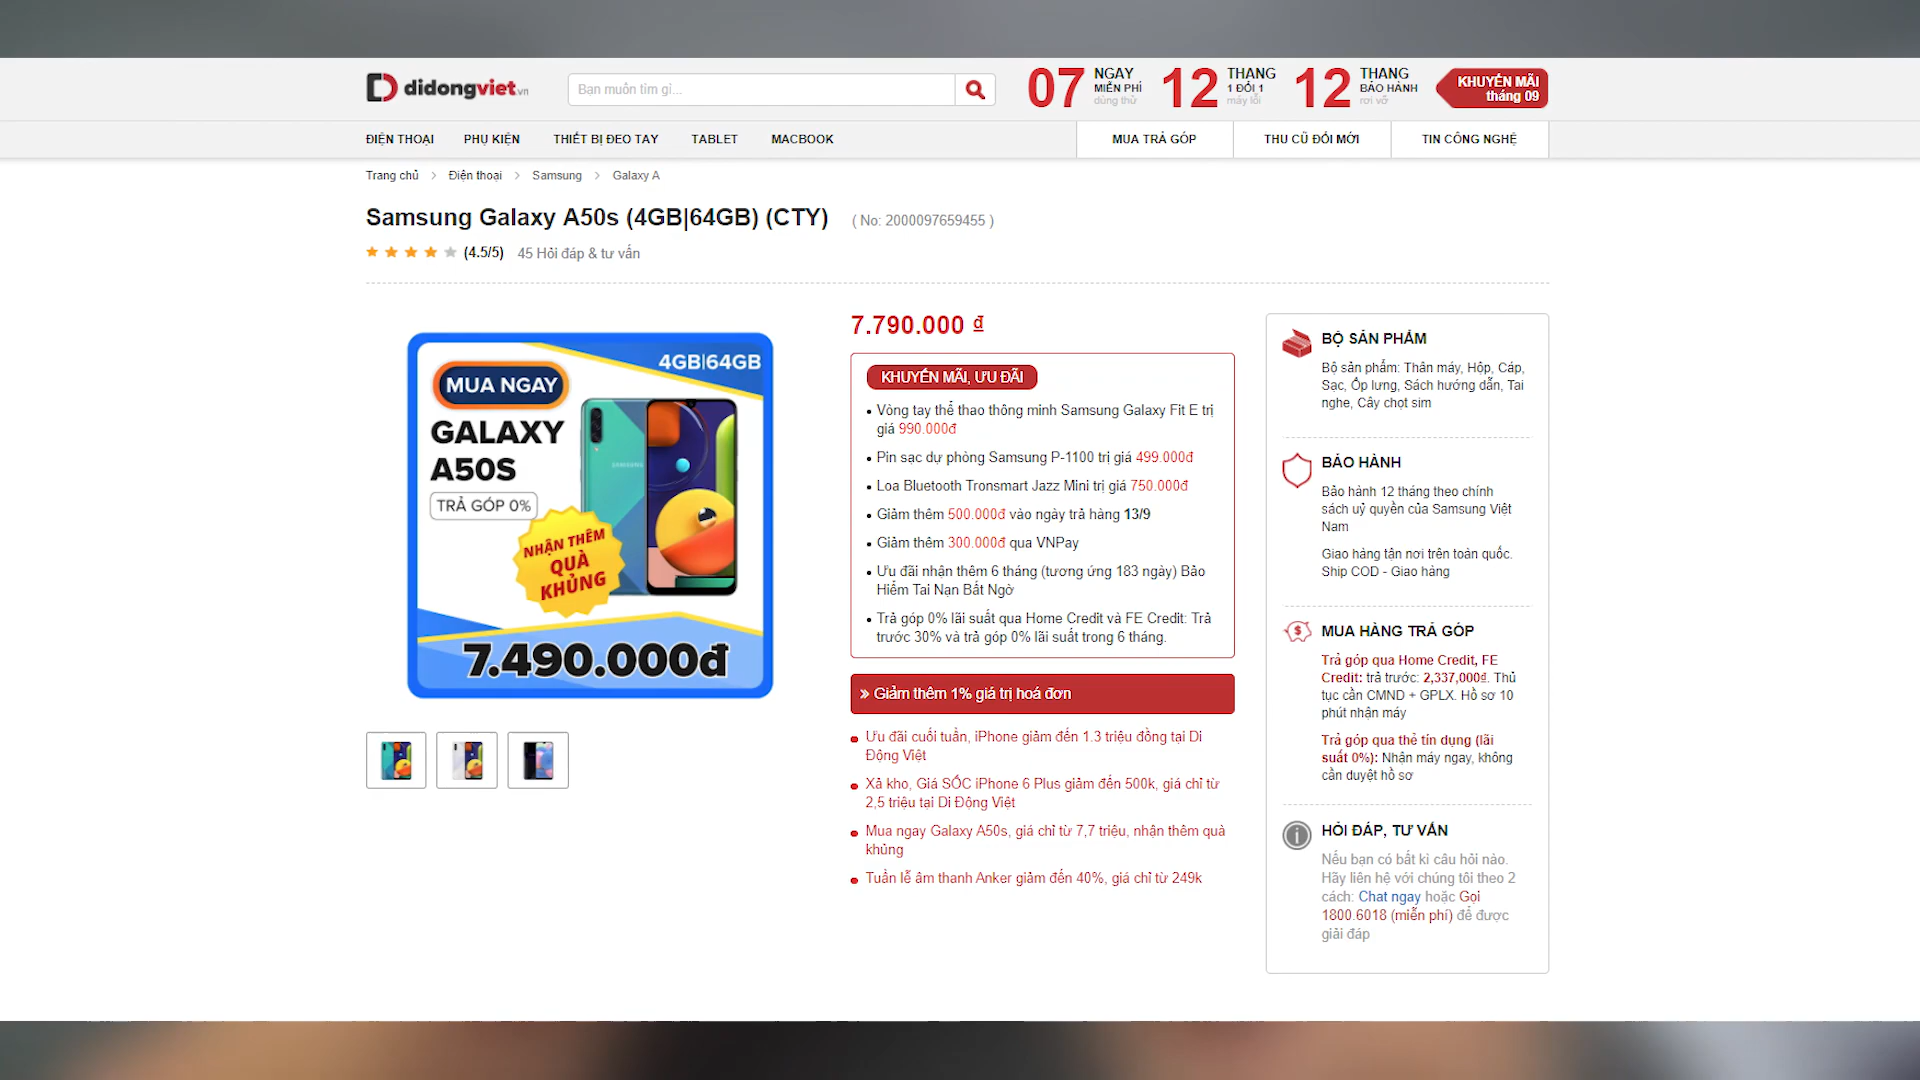 didongviet.vn
Bạn muốn tìm gì...
07 NGAY MIỄN PHÍ dùng thử
12 THANG 1 ĐỔI 1 máy lỗi
12 THANG BẢO HÀNH rơi vỡ
KHUYẾN MÃI
tháng 09
ĐIỆN THOẠI PHỤ KIỆN THIẾT BỊ ĐEO TAY TABLET MACBOOK MUA TRẢ GÓP THU CŨ ĐỔI MỚI TIN CÔNG NGHỆ
Trang chủ > Điện thoại > Samsung > Galaxy A
Samsung Galaxy A50s (4GB|64GB) (CTY) ( No: 2000097659455 )
(4.5/5) 45 Hỏi đáp & tư vấn
4GB|64GB
MUA NGAY
GALAXY
A50S
TRẢ GÓP 0%
SAMSUNG
NHẬN THÊM
QUÀ
KHỦNG
7.490.000đ
7.790.000 ₫
KHUYẾN MÃI, ƯU ĐÃI
Vòng tay thể thao thông minh Samsung Galaxy Fit E trị
giá 990.000đ
Pin sạc dự phòng Samsung P-1100 trị giá 499.000đ
Loa Bluetooth Tronsmart Jazz Mini trị giá 750.000đ
Giảm thêm 500.000đ vào ngày trả hàng 13/9
Giảm thêm 300.000đ qua VNPay
Ưu đãi nhận thêm 6 tháng (tương ứng 183 ngày) Bảo
Hiểm Tai Nạn Bất Ngờ
Trả góp 0% lãi suất qua Home Credit và FE Credit: Trả
trước 30% và trả góp 0% lãi suất trong 6 tháng.
» Giảm thêm 1% giá trị hoá đơn
Ưu đãi cuối tuần, iPhone giảm đến 1.3 triệu đồng tại Di
Động Việt
Xả kho, Giá SỐC iPhone 6 Plus giảm đến 500k, giá chỉ từ
2,5 triệu tại Di Động Việt
Mua ngay Galaxy A50s, giá chỉ từ 7,7 triệu, nhận thêm quà
khủng
Tuần lễ âm thanh Anker giảm đến 40%, giá chỉ từ 249k
BỘ SẢN PHẨM
Bộ sản phẩm: Thân máy, Hộp, Cáp,
Sạc, Ốp lưng, Sách hướng dẫn, Tai
nghe, Cây chọt sim
BẢO HÀNH
Bảo hành 12 tháng theo chính
sách uỷ quyền của Samsung Việt
Nam
Giao hàng tận nơi trên toàn quốc.
Ship COD - Giao hàng
MUA HÀNG TRẢ GÓP
Trả góp qua Home Credit, FE
Credit: trả trước: 2,337,000₫. Thủ
tục cần CMND + GPLX. Hồ sơ 10
phút nhận máy
Trả góp qua thẻ tín dụng (lãi
suất 0%): Nhận máy ngay, không
cần duyệt hồ sơ
HỎI ĐÁP, TƯ VẤN
Nếu bạn có bất kì câu hỏi nào.
Hãy liên hệ với chúng tôi theo 2
cách: Chat ngay hoặc Gọi
1800.6018 (miễn phí) để được
giải đáp